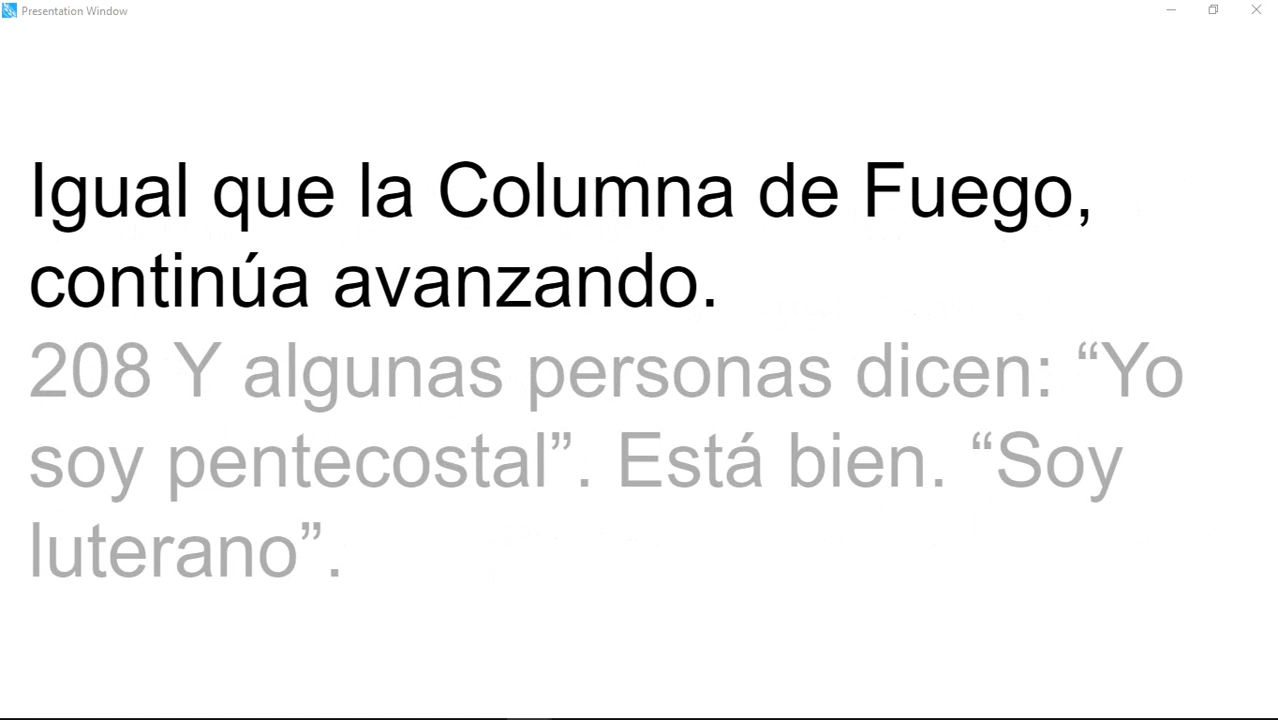 Presentation Window
Igual que la Columna de Fuego,
continúa avanzando.
208 Y algunas personas dicen: “Yo
soy pentecostal”. Está bien. “Soy
luterano”.